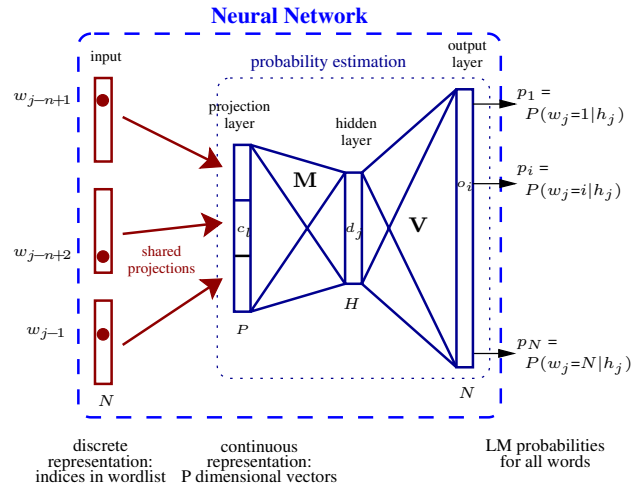 Neural Network
input
output
layer
probability estimation
projection
layer
hidden
layer
w_{j-n+1}
w_{j-n+2}
w_{j-1}
shared
projections
c_l
M
d_j
V
o_i
P
H
N
N
p_1 =
P(w_j=1|h_j)
p_i =
P(w_j=i|h_j)
p_N =
P(w_j=N|h_j)
discrete
representation:
indices in wordlist
continuous
representation:
P dimensional vectors
LM probabilities
for all words